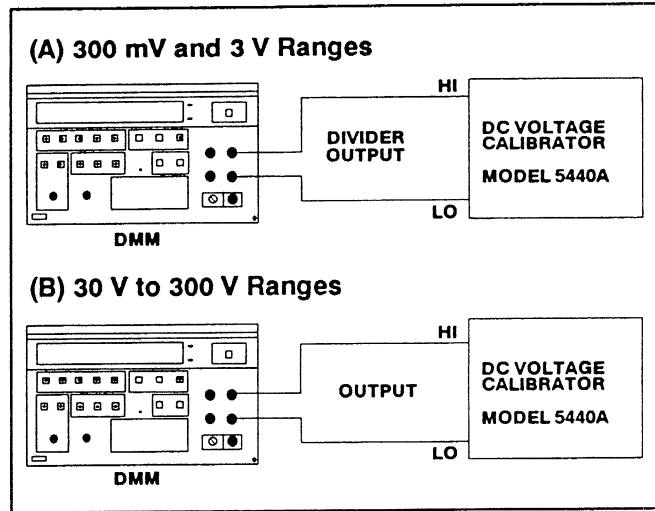 (A) 300 mV and 3 V Ranges
HI
DIVIDER
OUTPUT
DC VOLTAGE
CALIBRATOR
MODEL 5440A
LO
DMM
(B) 30 V to 300 V Ranges
HI
OUTPUT
DC VOLTAGE
CALIBRATOR
MODEL 5440A
LO
DMM